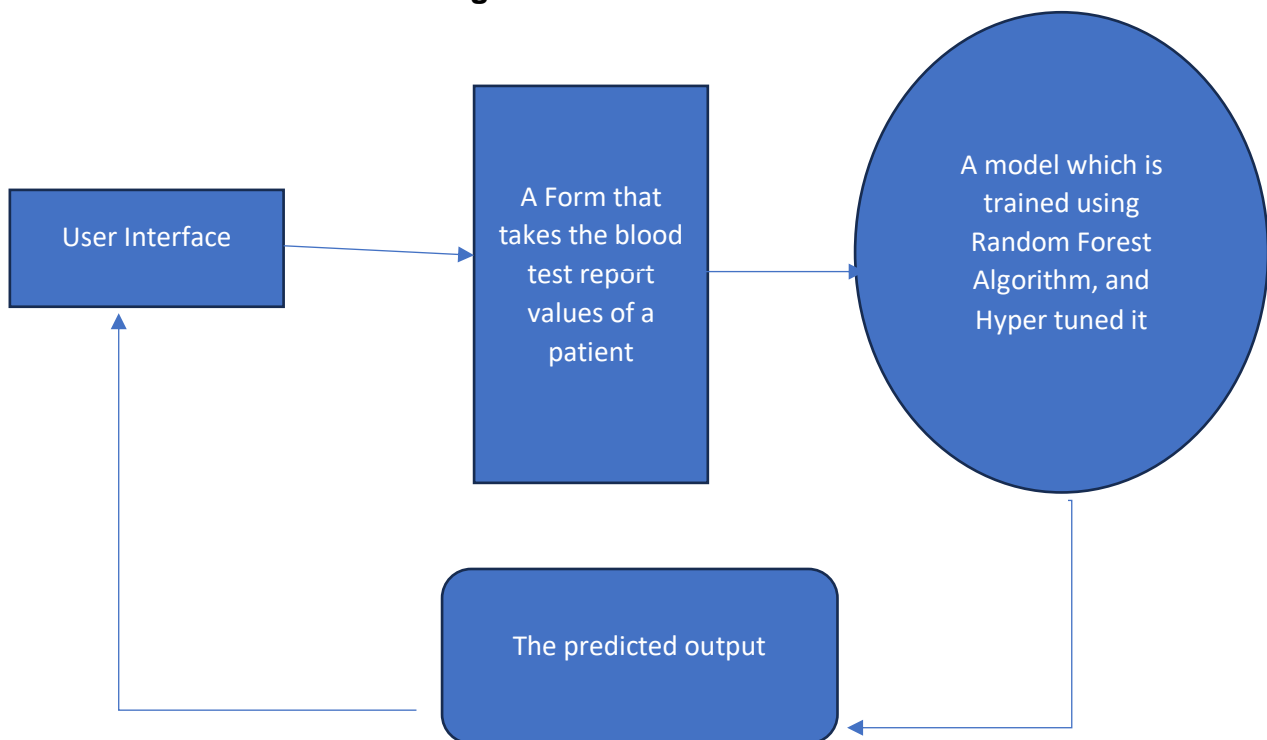 User Interface
A Form that
takes the blood
test report
values of a
patient
A model which is
trained using
Random Forest
Algorithm, and
Hyper tuned it
The predicted output